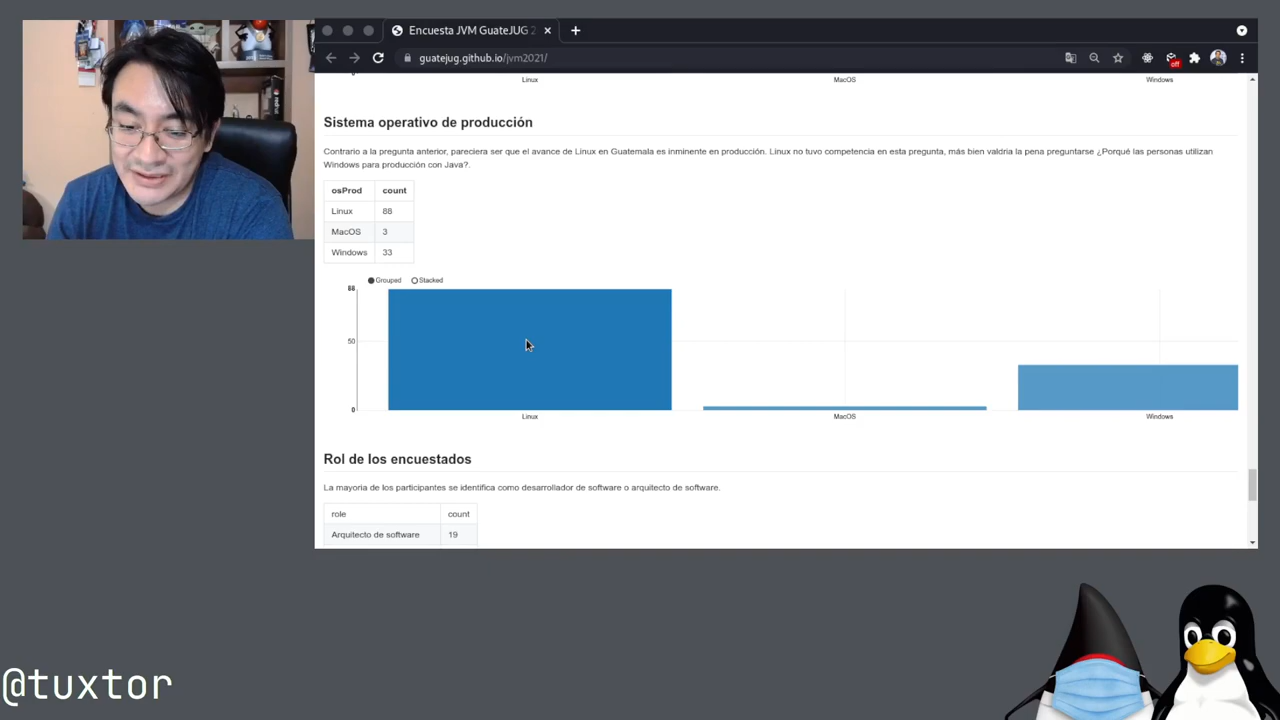 Encuesta JVM GuateJUG 2
guatejug.github.io/jvm2021/
off
Linux
MacOS
Windows
Sistema operativo de producción
Contrario a la pregunta anterior, pareciera ser que el avance de Linux en Guatemala es inminente en producción. Linux no tuvo competencia en esta pregunta, más bien valdria la pena preguntarse ¿Porqué las personas utilizan
Windows para producción con Java?.
osProd count
Linux 88
MacOS 3
Windows 33
Grouped Stacked
88
50
0
Linux
MacOS
Windows
Rol de los encuestados
La mayoria de los participantes se identifica como desarrollador de software o arquitecto de software.
role count
Arquitecto de software 19
@tuxtor